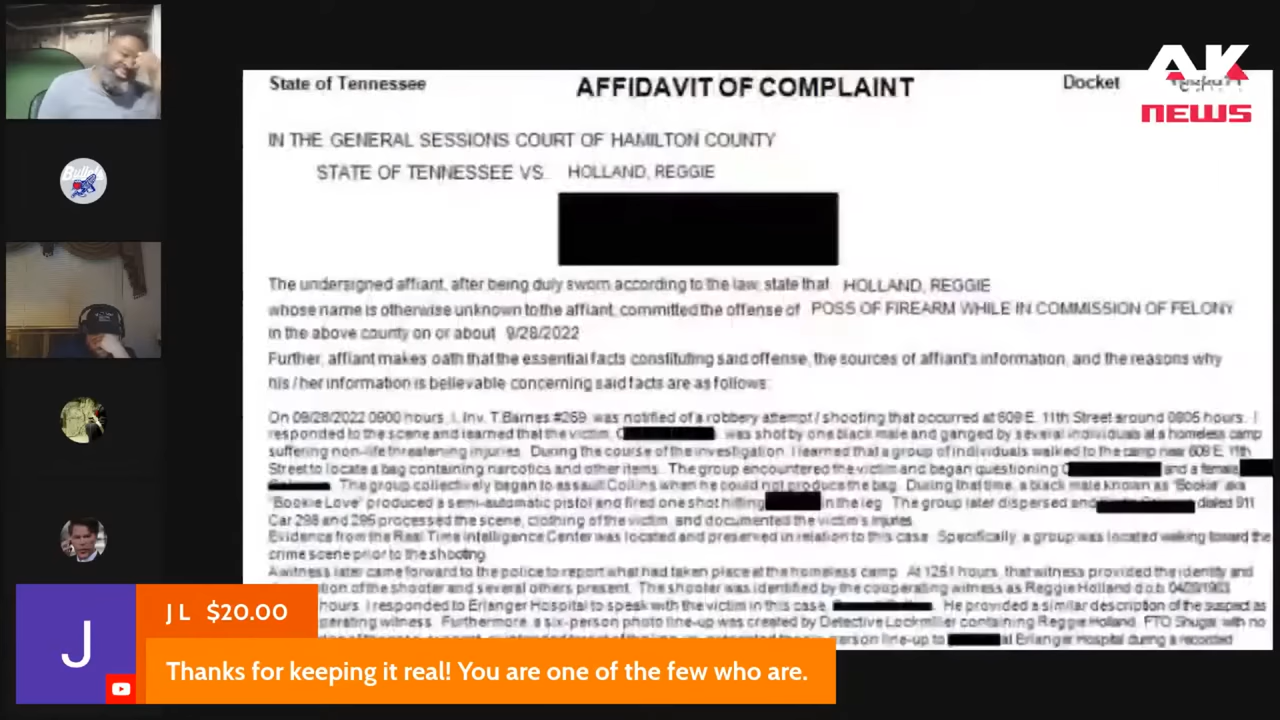 AK NEWS
State of Tennessee AFFIDAVIT OF COMPLAINT Docket
IN THE GENERAL SESSIONS COURT OF HAMILTON COUNTY
STATE OF TENNESSEE VS. HOLLAND, REGGIE
The undersigned affiant, after being duly sworn according to the law, state that HOLLAND, REGGIE
whose name is otherwise unknown to the affiant, committed the offense of POSS OF FIREARM WHILE IN COMMISSION OF FELONY
in the above county on or about 9/28/2022
Further, affiant makes oath that the essential facts constituting said offense, the sources of affiant's information, and the reasons why
his / her information is believable concerning said facts are as follows:
On 09/28/2022 0900 hours, I, Inv. T.Barnes #269 was notified of a robbery attempt / shooting that occurred at 609 E. 11th Street around 0805 hours. I
responded to the scene and learned that the victim, C was shot by one black male and ganged by several individuals at a homeless camp
suffering non-life threatening injuries. During the course of the investigation, I learned that a group of individuals walked to the camp near 608 E. 11th
Street to locate a bag containing narcotics and other items. The group encountered the victim and began questioning C and a female
The group collectively began to assault Collins when he could not produce the bag. During that time, a black male known as "Bookie" aka
"Bookie Love" produced a semi-automatic pistol and fired one shot hitting in the leg. The group later dispersed and dialed 911
Car 298 and 295 processed the scene, clothing of the victim, and documented the victim's injuries.
Evidence from the Real Time Intelligence Center was located and preserved in relation to this case. Specifically, a group was located walking toward the
crime scene prior to the shooting.
A witness later came forward to the police to report what had taken place at the homeless camp. At 1251 hours, that witness provided the identity and
tion of the shooter and several others present. The shooter was identified by the cooperating witness as Reggie Holland d.o.b.
hours, I responded to Erlanger Hospital to speak with the victim in this case, He provided a similar description of the suspect as
perating witness. Furthermore, a six-person photo line-up was created by Detective Lockmiller containing Reggie Holland. FTO Shugar with no
erson line-up to at Erlanger Hospital during a recorded
J
J L $20.00
Thanks for keeping it real! You are one of the few who are.